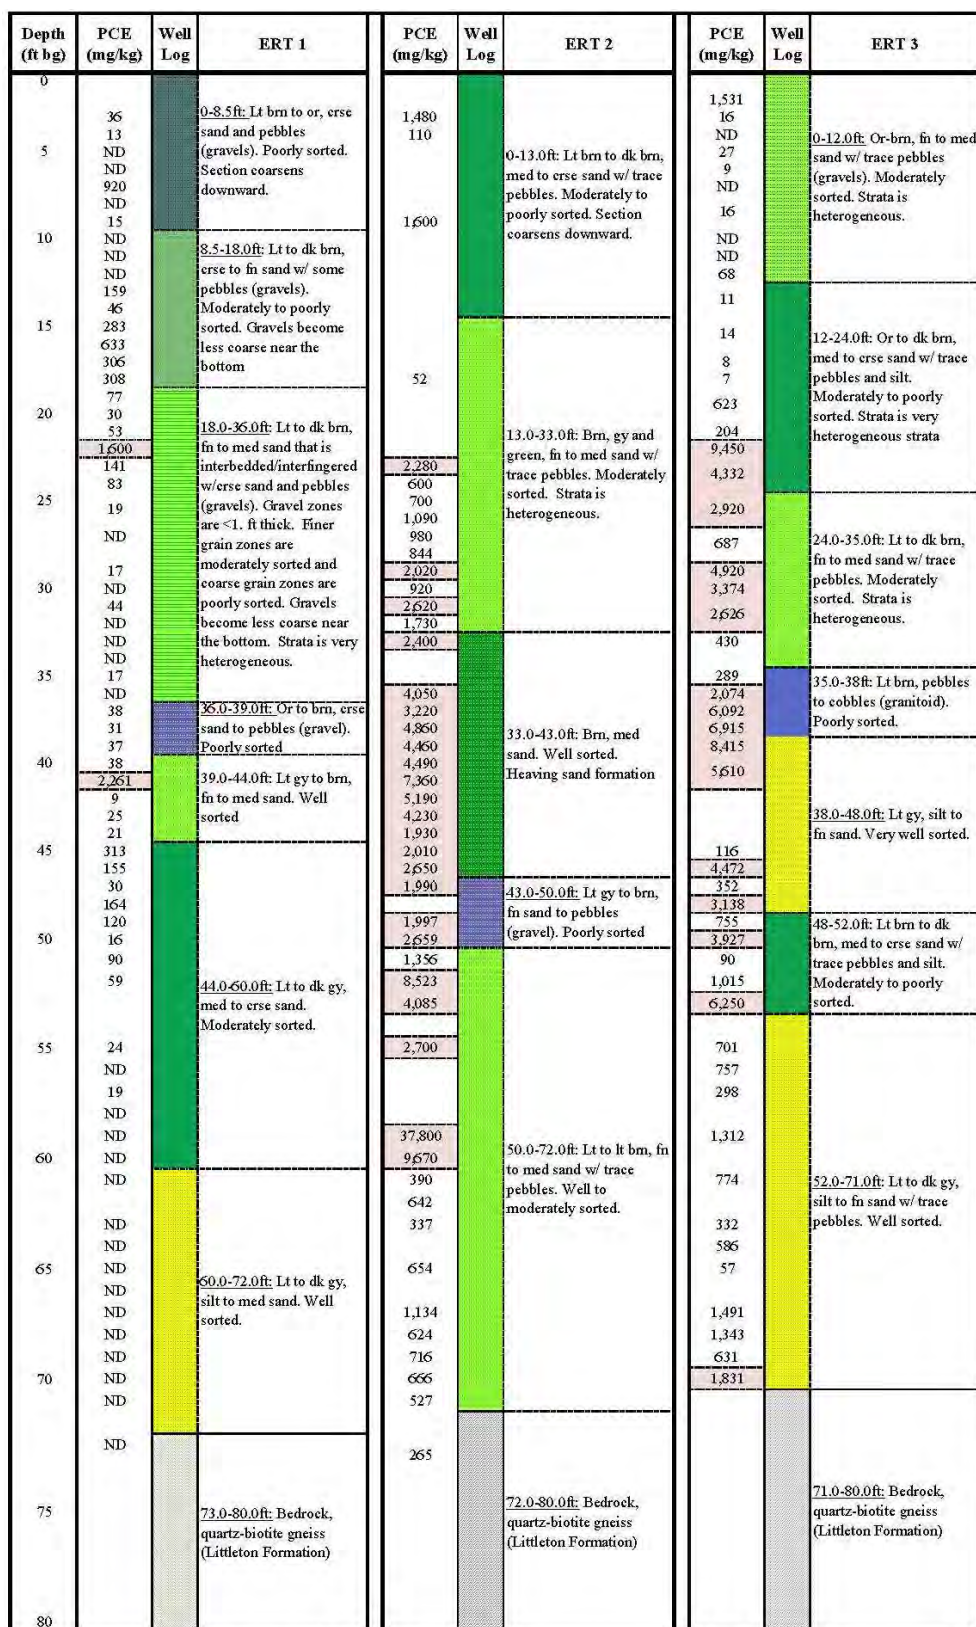 Depth
(ft bg)
0
5
10
15
20
25
30
35
40
45
50
55
60
65
70
75
80
PCE
(mg/kg)
36
13
ND
ND
920
ND
15
ND
ND
ND
159
46
283
633
306
308
77
30
53
1,600
141
83
19
ND
17
ND
44
ND
ND
ND
17
ND
38
31
37
38
2,261
9
25
21
313
155
30
164
120
16
90
59
24
ND
19
ND
ND
ND
ND
ND
ND
ND
ND
ND
ND
ND
ND
ND
ND
Well
Log
ERT 1
0-8.5ft: Lt brn to or, crse
sand and pebbles
(gravels). Poorly sorted.
Section coarsens
downward.
8.5-18.0ft: Lt to dk brn,
crse to fn sand w/ some
pebbles (gravels).
Moderately to poorly
sorted. Gravels become
less coarse near the
bottom
18.0-36.0ft: Lt to dk brn,
fn to med sand that is
interbedded/interfingered
w/crse sand and pebbles
(gravels). Gravel zones
are <1. ft thick. Finer
grain zones are
moderately sorted and
coarse grain zones are
poorly sorted. Gravels
become less coarse near
the bottom. Strata is very
heterogeneous.
36.0-39.0ft: Or to brn, crse
sand to pebbles (gravel).
Poorly sorted
39.0-44.0ft: Lt gy to brn,
fn to med sand. Well
sorted
44.0-60.0ft: Lt to dk gy,
med to crse sand.
Moderately sorted.
60.0-72.0ft: Lt to dk gy,
silt to med sand. Well
sorted.
73.0-80.0ft: Bedrock,
quartz-biotite gneiss
(Littleton Formation)
PCE
(mg/kg)
1,480
110
1,600
52
2,280
600
700
1,090
980
844
2,020
920
2,620
1,730
2,400
4,050
3,220
4,860
4,460
4,490
7,360
5,190
4,230
1,930
2,010
2,650
1,990
1,997
2,659
1,356
8,523
4,085
2,700
37,800
9,670
390
642
337
654
1,134
624
716
666
527
265
Well
Log
ERT 2
0-13.0ft: Lt brn to dk brn,
med to crse sand w/ trace
pebbles. Moderately to
poorly sorted. Section
coarsens downward.
13.0-33.0ft: Brn, gy and
green, fn to med sand w/
trace pebbles. Moderately
sorted. Strata is
heterogeneous.
33.0-43.0ft: Brn, med
sand. Well sorted.
Heaving sand formation
43.0-50.0ft: Lt gy to brn,
fn sand to pebbles
(gravel). Poorly sorted
50.0-72.0ft: Lt to lt brn, fn
to med sand w/ trace
pebbles. Well to
moderately sorted.
72.0-80.0ft: Bedrock,
quartz-biotite gneiss
(Littleton Formation)
PCE
(mg/kg)
1,531
16
ND
27
9
ND
16
ND
ND
68
11
14
8
7
623
204
9,450
4,332
2,920
687
4,920
3,374
2,626
430
289
2,074
6,092
6,915
8,415
5,610
116
4,472
352
3,138
755
3,927
90
1,015
6,250
701
757
298
1,312
774
332
586
57
1,491
1,343
631
1,831
Well
Log
ERT 3
0-12.0ft: Or-brn, fn to med
sand w/ trace pebbles
(gravels). Moderately
sorted. Strata is
heterogeneous.
12-24.0ft: Or to dk brn,
med to crse sand w/ trace
pebbles and silt.
Moderately to poorly
sorted. Strata is very
heterogeneous strata
24.0-35.0ft: Lt to dk brn,
fn to med sand w/ trace
pebbles. Moderately
sorted. Strata is
heterogeneous.
35.0-38ft: Lt brn, pebbles
to cobbles (granitoid).
Poorly sorted.
38.0-48.0ft: Lt gy, silt to
fn sand. Very well sorted.
48-52.0ft: Lt brn to dk
brn, med to crse sand w/
trace pebbles and silt.
Moderately to poorly
sorted.
52.0-71.0ft: Lt to dk gy,
silt to fn sand w/ trace
pebbles. Well sorted.
71.0-80.0ft: Bedrock,
quartz-biotite gneiss
(Littleton Formation)